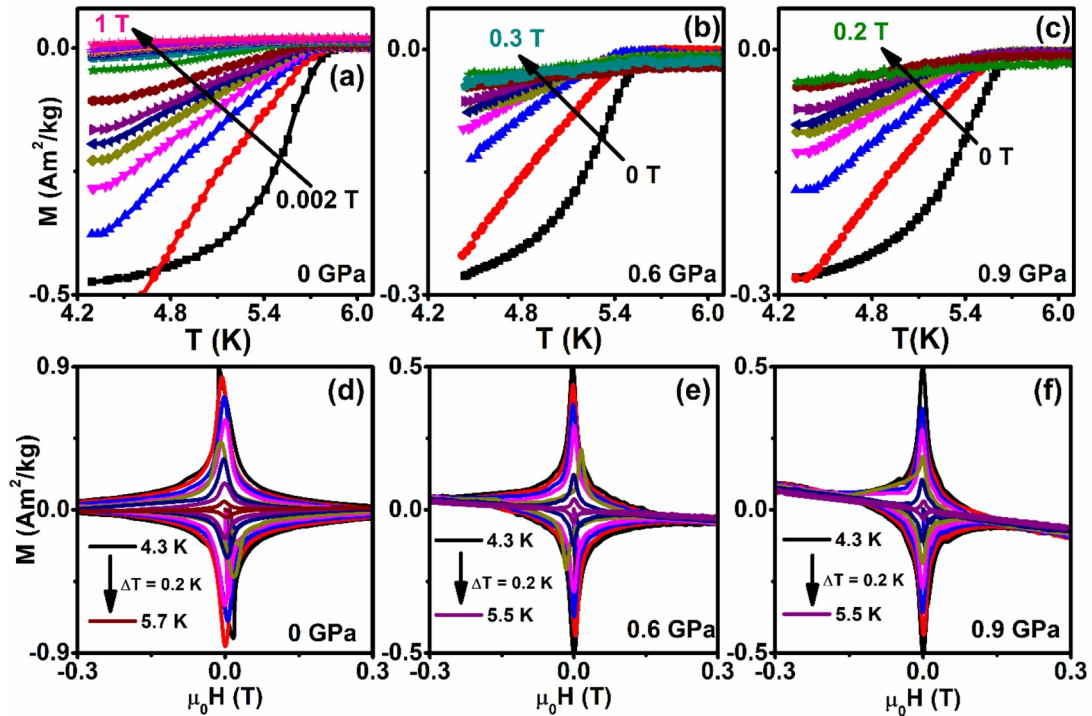 1 T
(a)
0.002 T
0 GPa
0.0
-0.5
M (Am²/kg)
4.2 4.8 5.4 6.0
T (K)
(b)
0.3 T
0 T
0.6 GPa
0.0
-0.3
4.2 4.8 5.4 6.0
T (K)
(c)
0.2 T
0 T
0.9 GPa
0.0
-0.3
4.2 4.8 5.4 6.0
T(K)
(d)
0.9
0.0
-0.9
M (Am²/kg)
4.3 K
ΔT = 0.2 K
5.7 K
0 GPa
-0.3 0.0 0.3
μ₀H (T)
(e)
0.5
0.0
-0.5
4.3 K
ΔT = 0.2 K
5.5 K
0.6 GPa
-0.3 0.0 0.3
μ₀H (T)
(f)
0.5
0.0
-0.5
4.3 K
ΔT = 0.2 K
5.5 K
0.9 GPa
-0.3 0.0 0.3
μ₀H (T)